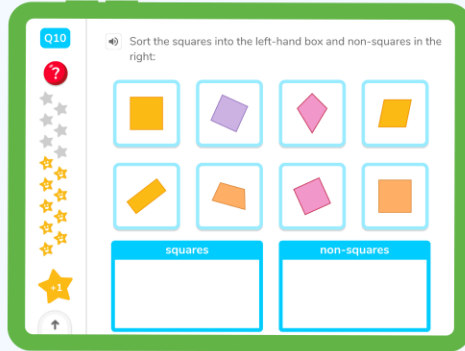 Q10
Sort the squares into the left-hand box and non-squares in the
right:
?
+1
squares
non-squares